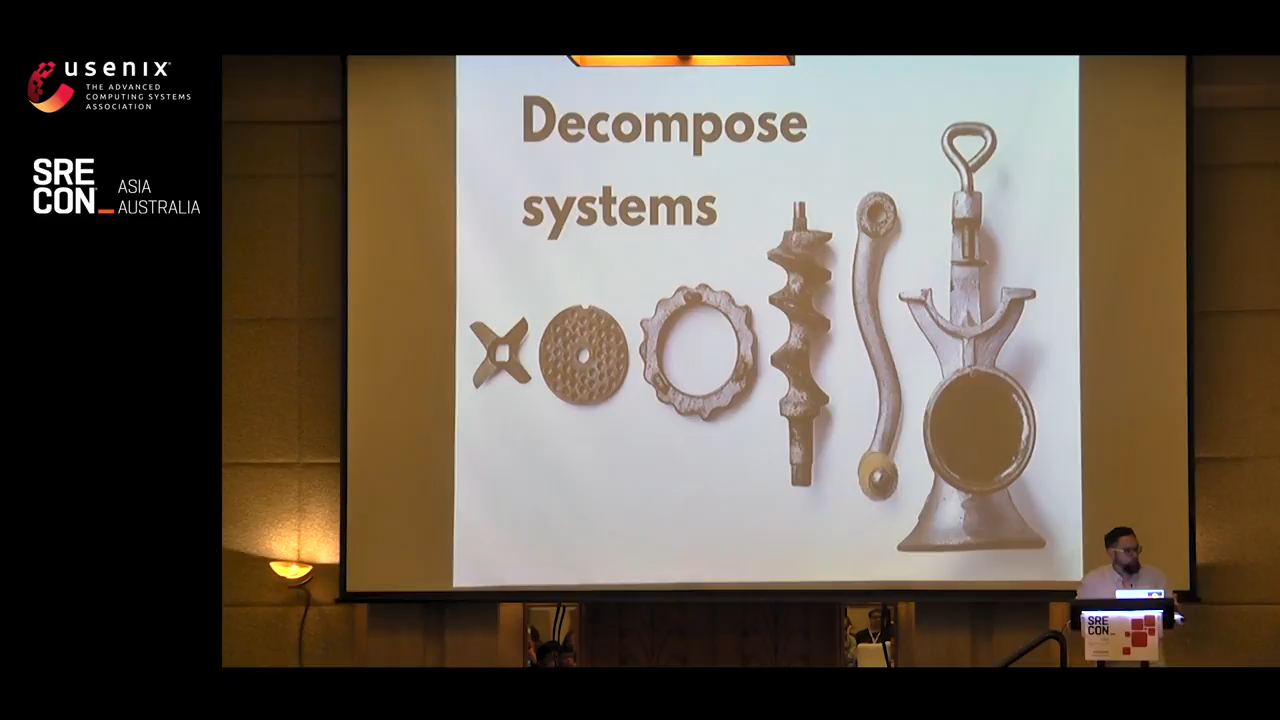 usenix
THE ADVANCED
COMPUTING SYSTEMS
ASSOCIATION
SRE
CON
ASIA
AUSTRALIA
Decompose
systems
SRE
CON